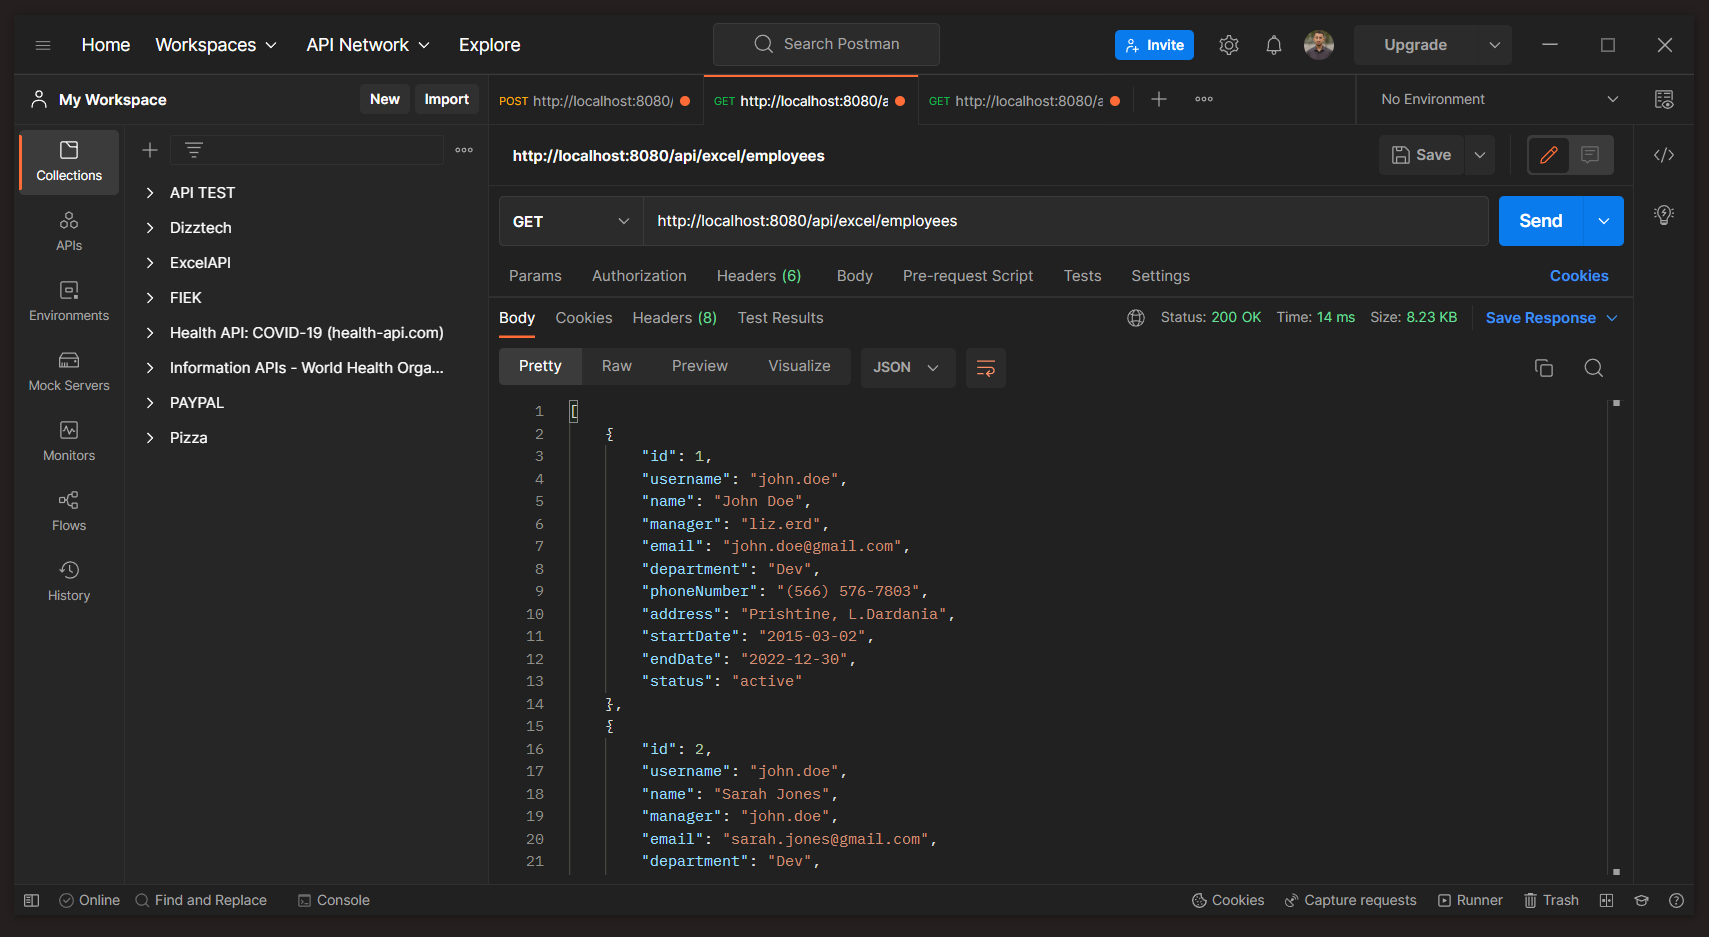 Home Workspaces API Network Explore Search Postman Invite Upgrade
My Workspace New Import POST http://localhost:8080/ GET http://localhost:8080/a GET http://localhost:8080/a No Environment
Collections
APIs
Environments
Mock Servers
Monitors
Flows
History
API TEST
Dizztech
ExcelAPI
FIEK
Health API: COVID-19 (health-api.com)
Information APIs - World Health Orga...
PAYPAL
Pizza
http://localhost:8080/api/excel/employees Save
GET http://localhost:8080/api/excel/employees Send
Params Authorization Headers (6) Body Pre-request Script Tests Settings Cookies
Body Cookies Headers (8) Test Results Status: 200 OK Time: 14 ms Size: 8.23 KB Save Response
Pretty Raw Preview Visualize JSON
1 [
2 {
3 "id": 1,
4 "username": "john.doe",
5 "name": "John Doe",
6 "manager": "liz.erd",
7 "email": "john.doe@gmail.com",
8 "department": "Dev",
9 "phoneNumber": "(566) 576-7803",
10 "address": "Prishtine, L.Dardania",
11 "startDate": "2015-03-02",
12 "endDate": "2022-12-30",
13 "status": "active"
14 },
15 {
16 "id": 2,
17 "username": "john.doe",
18 "name": "Sarah Jones",
19 "manager": "john.doe",
20 "email": "sarah.jones@gmail.com",
21 "department": "Dev",
Online Find and Replace Console Cookies Capture requests Runner Trash